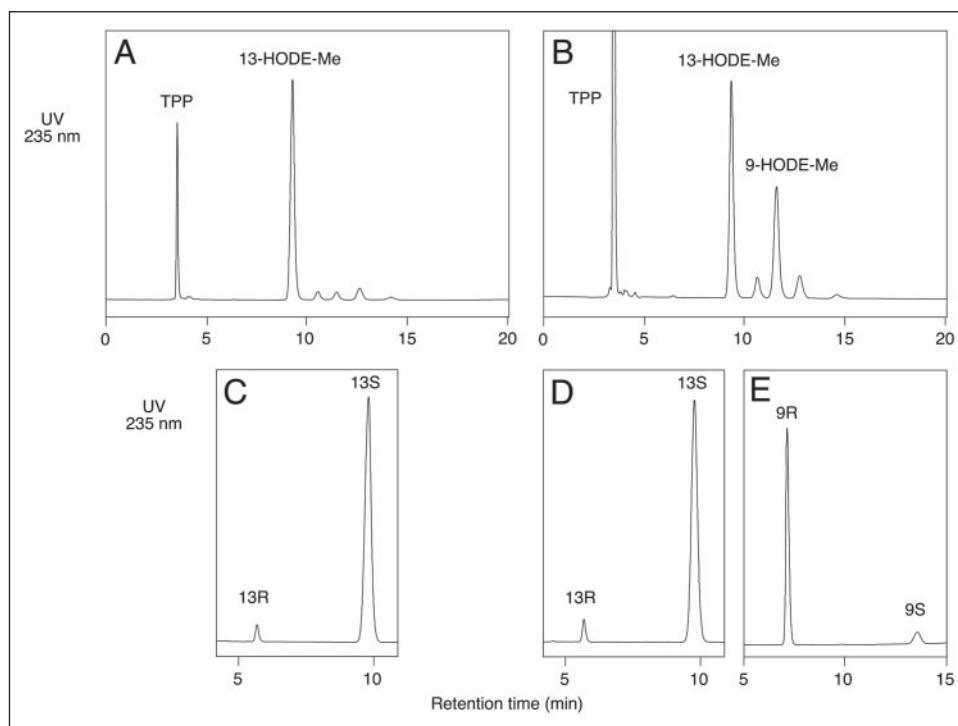 A
13-HODE-Me
TPP
UV
235 nm
0 5 10 15 20
B
13-HODE-Me
TPP
9-HODE-Me
0 5 10 15 20
UV
235 nm
C
13S
13R
5 10
D
13S
13R
5 10
E
9R
9S
5 10 15
Retention time (min)